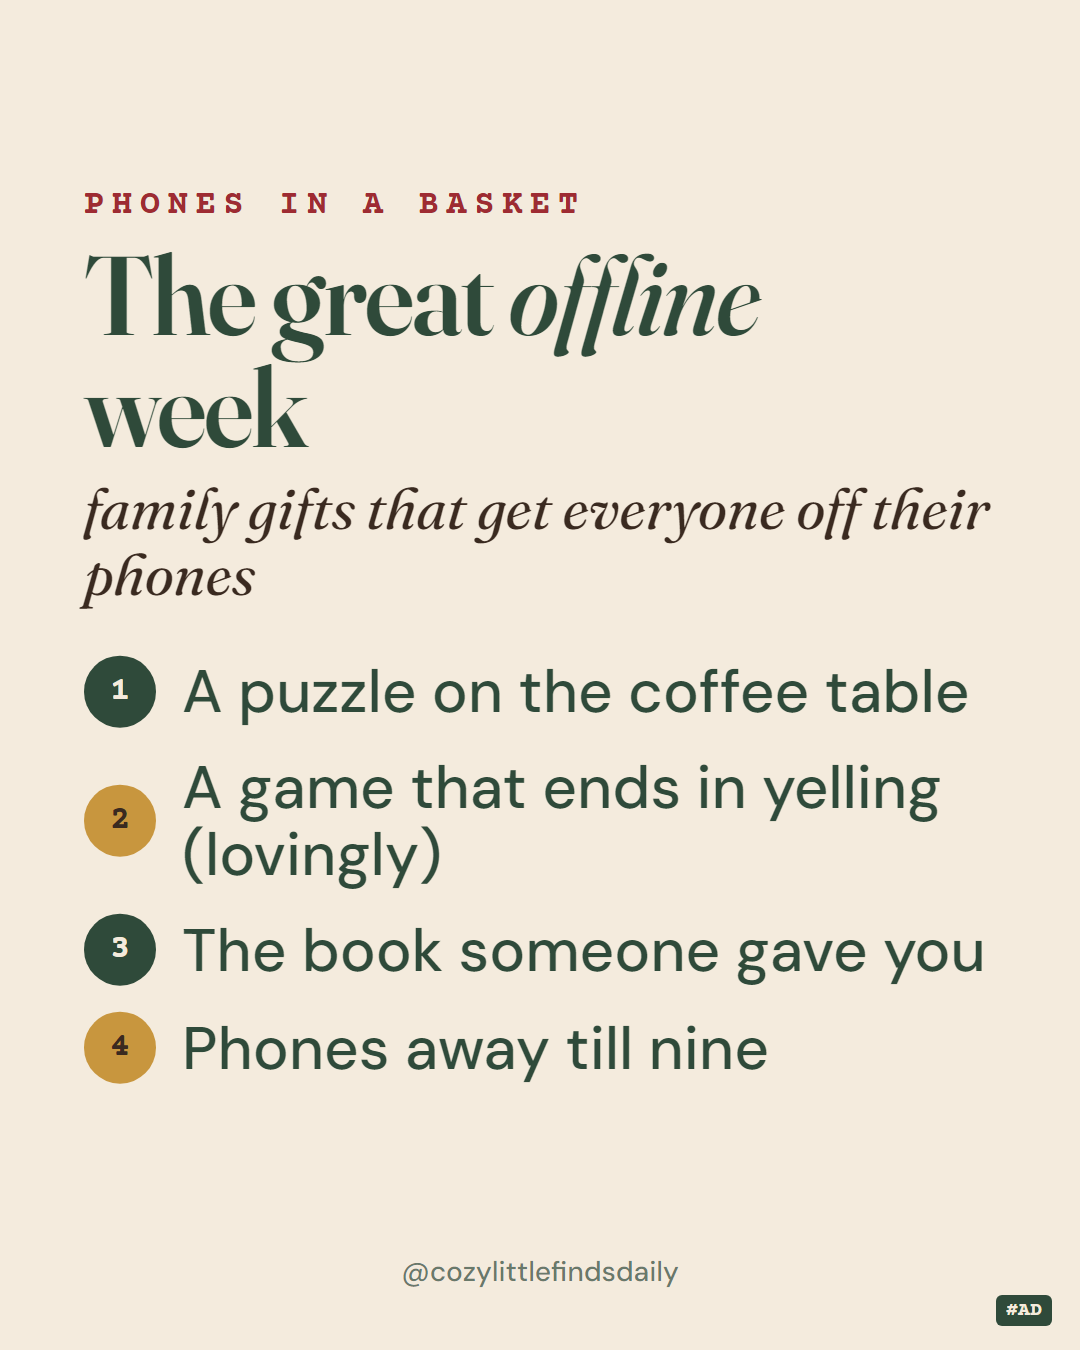 PHONES IN A BASKET
The great offline
week
family gifts that get everyone off their
phones
1 A puzzle on the coffee table
2 A game that ends in yelling
(lovingly)
3 The book someone gave you
4 Phones away till nine
@cozylittlefindsdaily
#AD